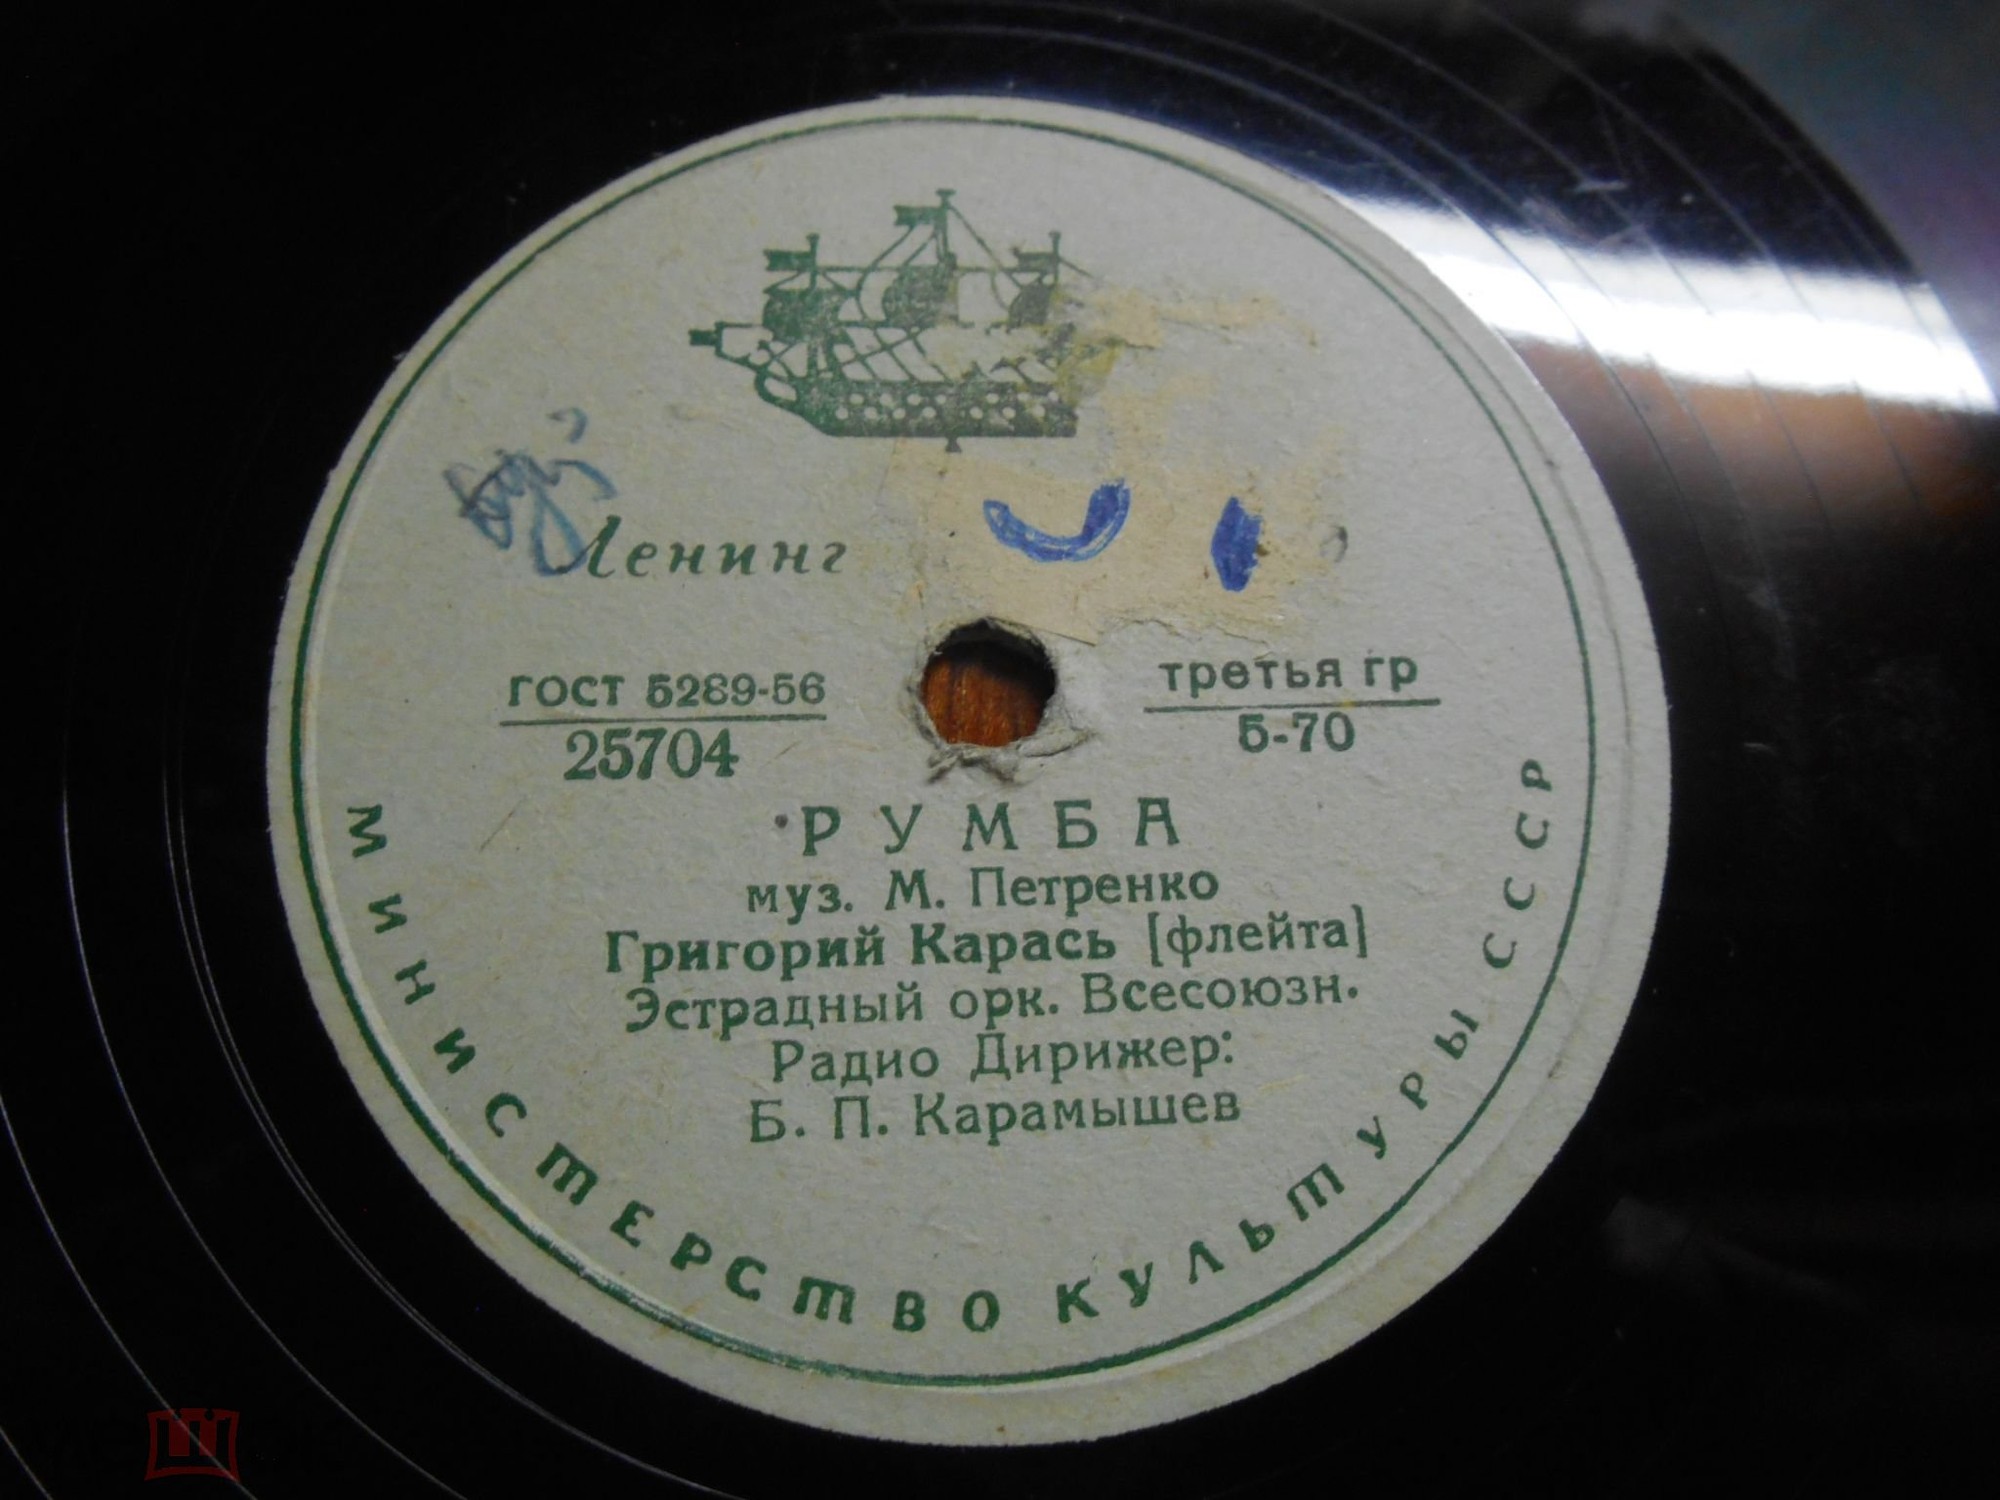 Ленинг
ГОСТ 5289-56
25704
третья гр
5-70
РУМБА
муз. М. Петренко
Григорий Карась [флейта]
Эстрадный орк. Всесоюзн.
Радио Дирижер:
Б. П. Карамышев
МИНИСТЕРСТВО КУЛЬТУРЫ СССР